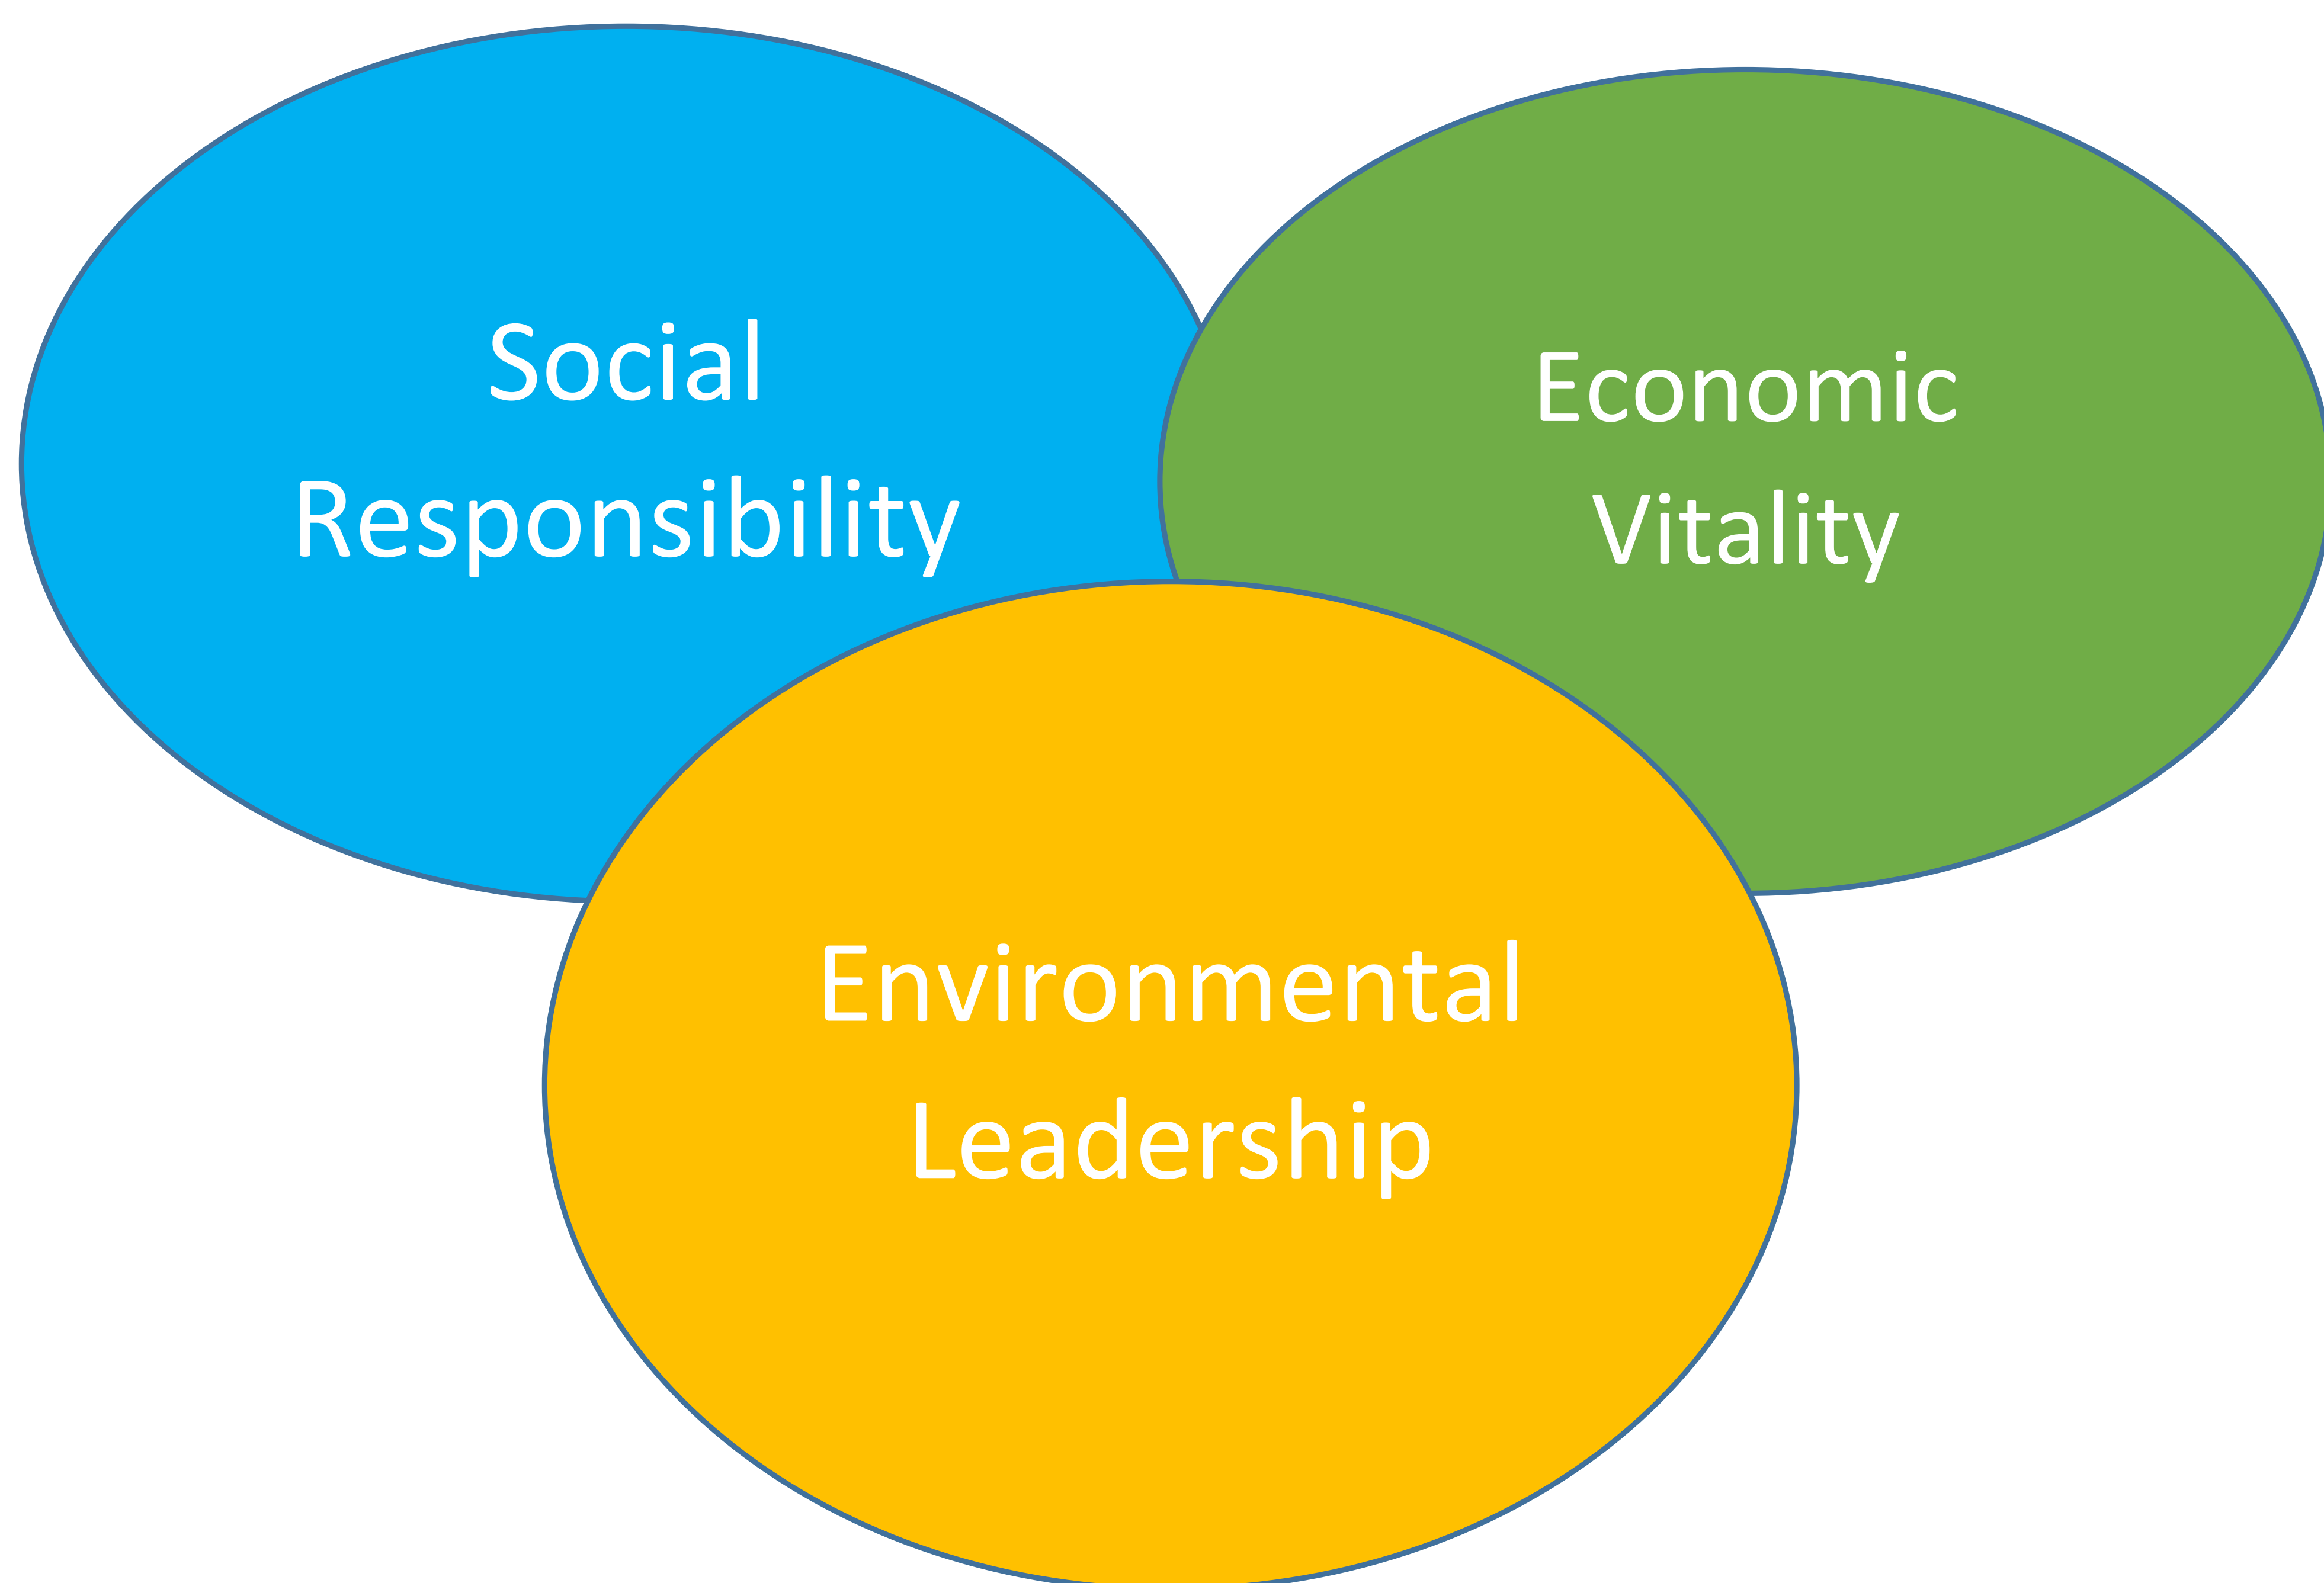 Social
Responsibility
Economic
Vitality
Environmental
Leadership